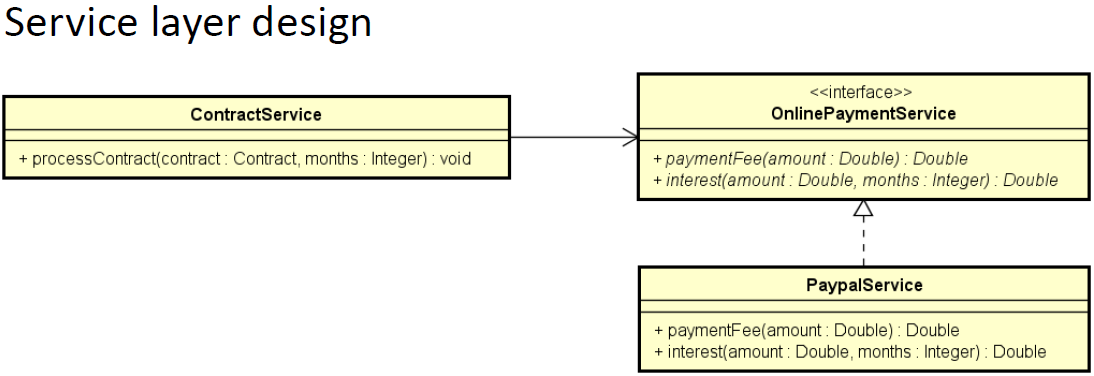 Service layer design
ContractService
+ processContract(contract : Contract, months : Integer) : void
<<interface>>
OnlinePaymentService
+ paymentFee(amount : Double) : Double
+ interest(amount : Double, months : Integer) : Double
PaypalService
+ paymentFee(amount : Double) : Double
+ interest(amount : Double, months : Integer) : Double